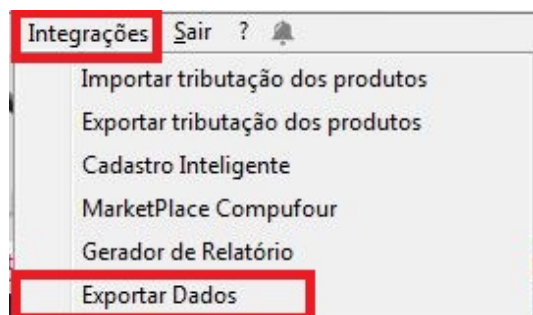 Integrações Sair ?
Importar tributação dos produtos
Exportar tributação dos produtos
Cadastro Inteligente
MarketPlace Compufour
Gerador de Relatório
Exportar Dados